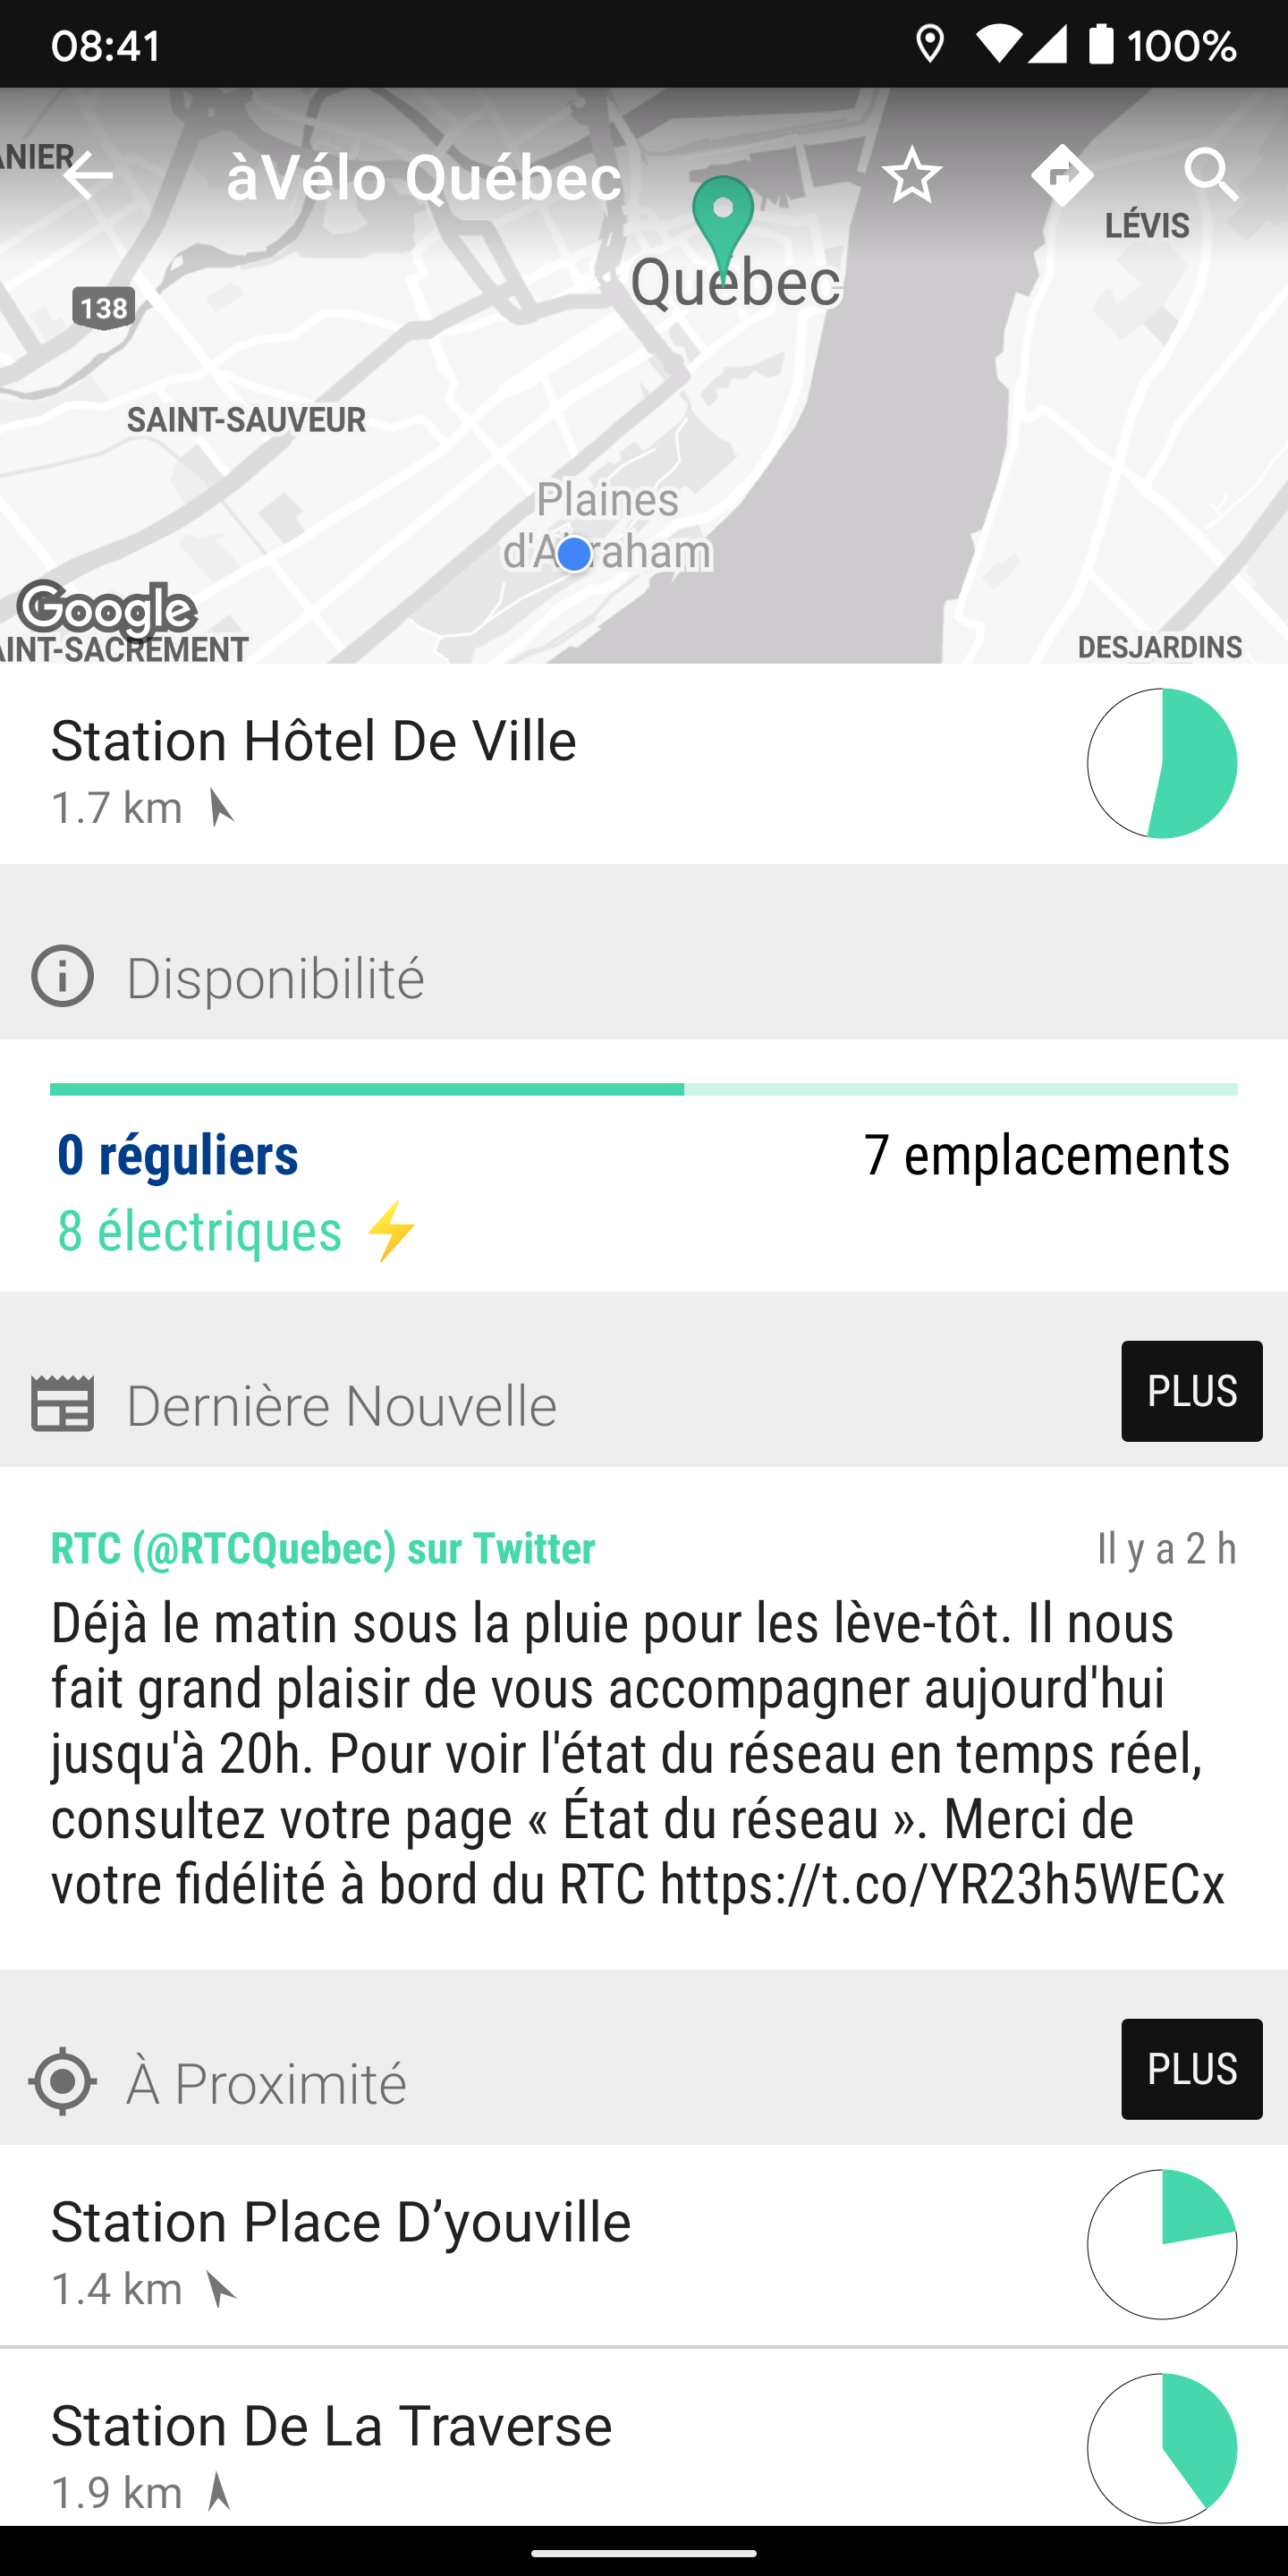 08:41 100%
ANIER
àVélo Québec
LÉVIS
Québec
138
SAINT-SAUVEUR
Plaines
d'Abraham
Google
AINT-SACREMENT
DESJARDINS
Station Hôtel De Ville
1.7 km
Disponibilité
0 réguliers
7 emplacements
8 électriques ⚡
Dernière Nouvelle
PLUS
RTC (@RTCQuebec) sur Twitter
Il y a 2 h
Déjà le matin sous la pluie pour les lève-tôt. Il nous
fait grand plaisir de vous accompagner aujourd'hui
jusqu'à 20h. Pour voir l'état du réseau en temps réel,
consultez votre page « État du réseau ». Merci de
votre fidélité à bord du RTC https://t.co/YR23h5WECx
À Proximité
PLUS
Station Place D’youville
1.4 km
Station De La Traverse
1.9 km